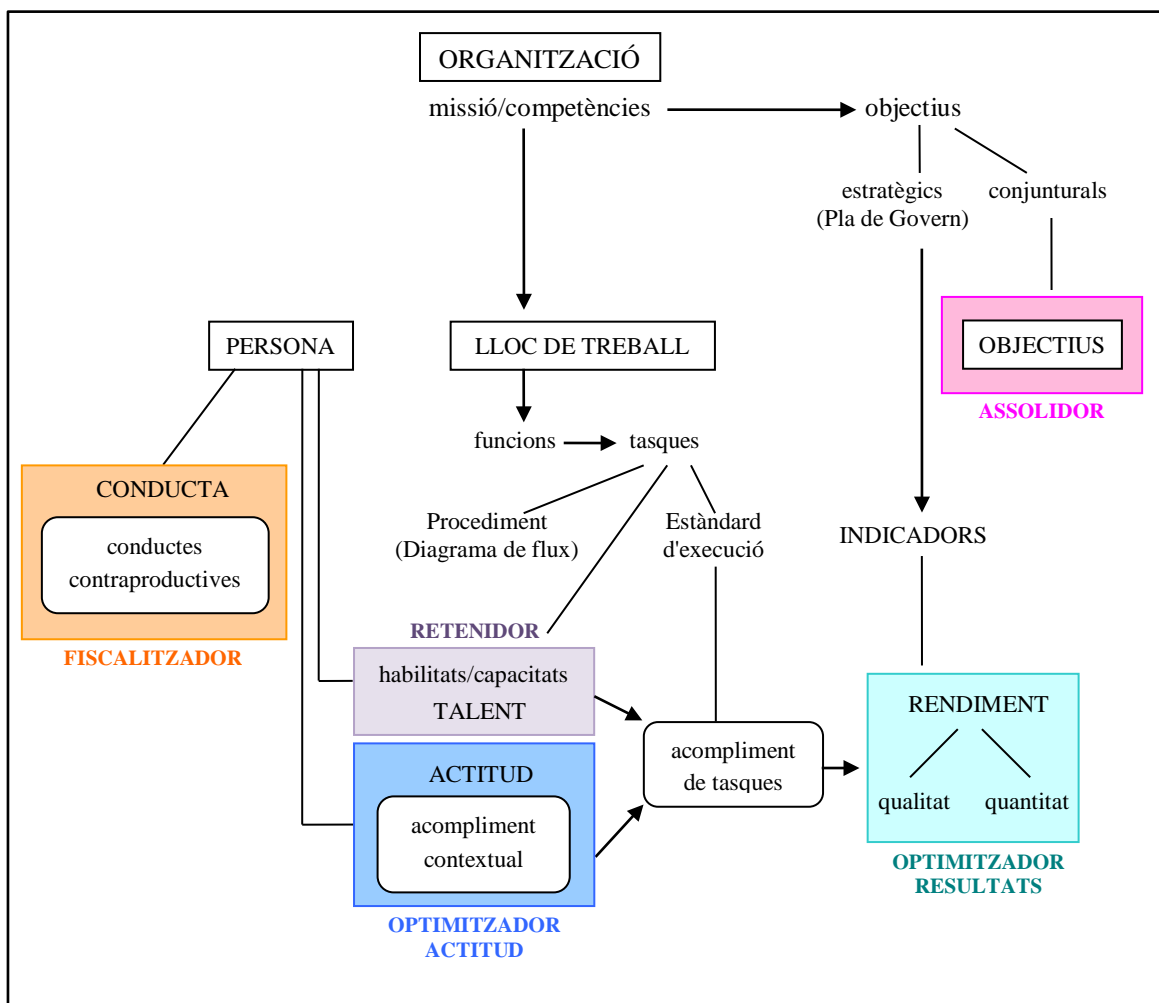 ORGANITZACIÓ
missió/competències
objectius
estratègics
(Pla de Govern)
conjunturals
PERSONA
LLOC DE TREBALL
OBJECTIUS
ASSOLIDOR
funcions
tasques
CONDUCTA
conductes
contraproductives
FISCALITZADOR
Procediment
(Diagrama de flux)
Estàndard
d'execució
INDICADORS
RETENIDOR
habilitats/capacitats
TALENT
ACTITUD
acompliment
contextual
OPTIMITZADOR
ACTITUD
acompliment
de tasques
RENDIMENT
qualitat
quantitat
OPTIMITZADOR
RESULTATS